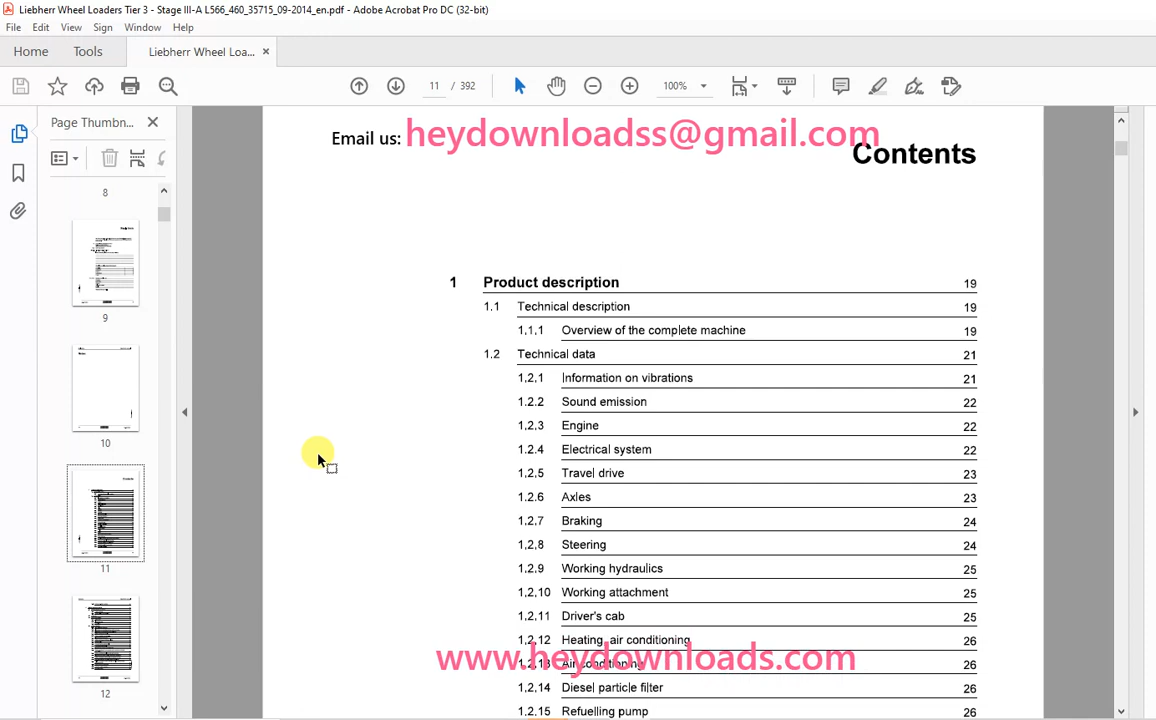 Liebherr Wheel Loaders Tier 3 - Stage III-A L566_460_35715_09-2014_en.pdf - Adobe Acrobat Pro DC (32-bit)
File Edit View Sign Window Help
Home Tools Liebherr Wheel Loa... ×
11 / 392 100%
Page Thumbn...
8
9
10
11
12
Email us: heydownloadss@gmail.com
Contents
1 Product description 19
1.1 Technical description 19
1.1.1 Overview of the complete machine 19
1.2 Technical data 21
1.2.1 Information on vibrations 21
1.2.2 Sound emission 22
1.2.3 Engine 22
1.2.4 Electrical system 22
1.2.5 Travel drive 23
1.2.6 Axles 23
1.2.7 Braking 24
1.2.8 Steering 24
1.2.9 Working hydraulics 25
1.2.10 Working attachment 25
1.2.11 Driver's cab 25
1.2.12 Heating, air conditioning 26
www.heydownloads.com
1.2.13 Air conditioning 26
1.2.14 Diesel particle filter 26
1.2.15 Refuelling pump 26